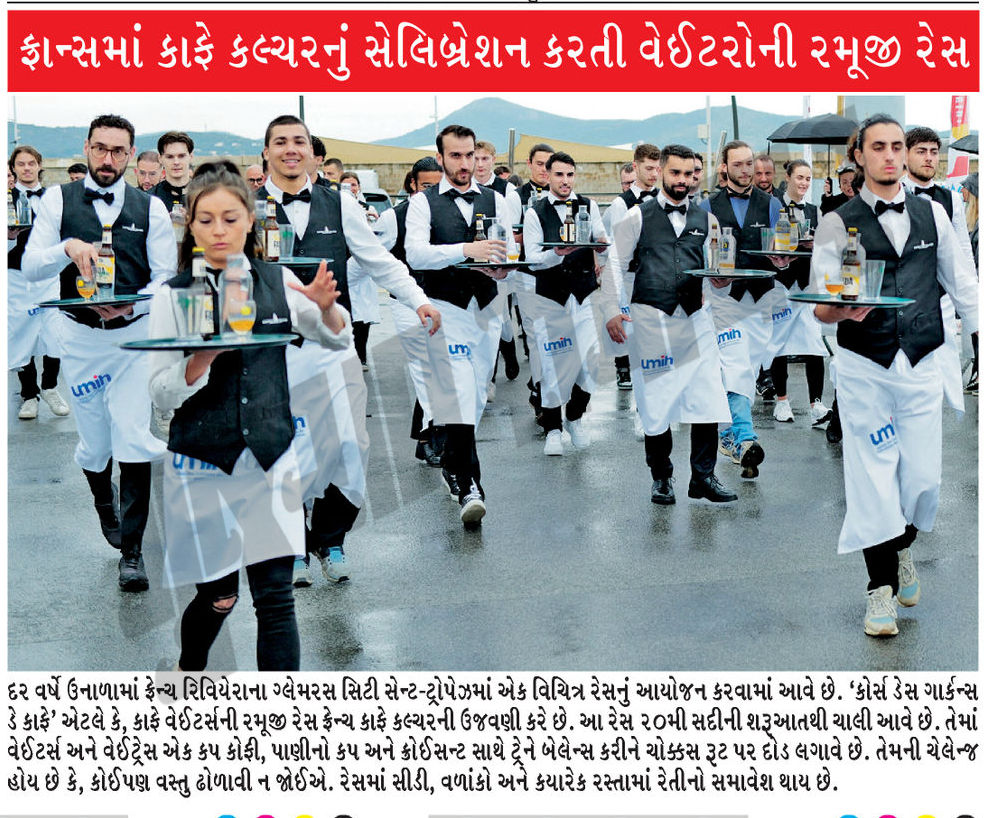 ફ્રાન્સમાં કાફે કલ્ચરનું સેલિબ્રેશન કરતી વેઈટરોની રમૂજી રેસ
umih
umih
umih
umih
umih
umih
umih
umih
દર વર્ષે ઉનાળામાં ફ્રેન્ચ રિવિયેરાના ગ્લેમરસ સિટી સેન્ટ-ટ્રોપેઝમાં એક વિચિત્ર રેસનું આયોજન કરવામાં આવે છે. ‘કોર્સ ડેસ ગાર્કન્સ
ડે કાફે’ એટલે કે, કાફે વેઈટર્સની રમૂજી રેસ ફ્રેન્ચ કાફે કલ્ચરની ઉજવણી કરે છે. આ રેસ ૨૦મી સદીની શરૂઆતથી ચાલી આવે છે. તેમાં
વેઈટર્સ અને વેઈટ્રેસ એક કપ કોફી, પાણીનો કપ અને ક્રોઈસન્ટ સાથે ટ્રેને બેલેન્સ કરીને ચોક્કસ રૂટ પર દોડ લગાવે છે. તેમની ચેલેન્જ
હોય છે કે, કોઈપણ વસ્તુ ઢોળાવી ન જોઈએ. રેસમાં સીડી, વળાંકો અને કયારેક રસ્તામાં રેતીનો સમાવેશ થાય છે.